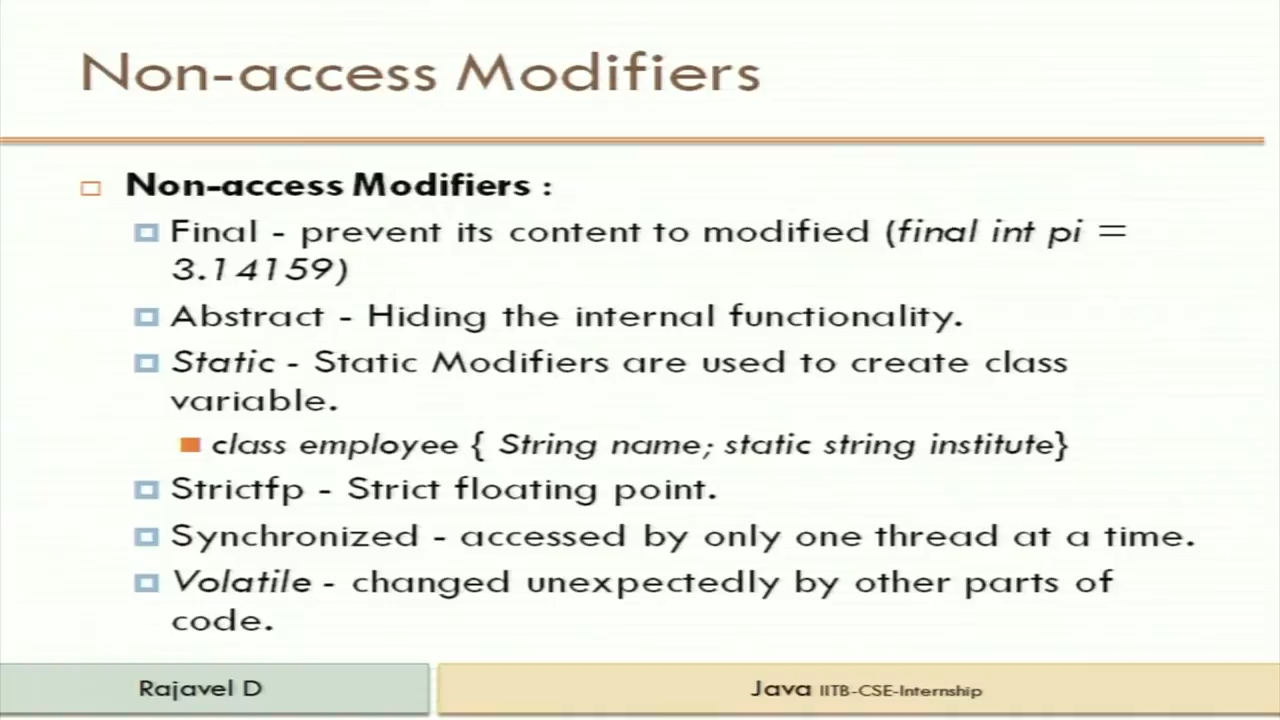 Non-access Modifiers
Non-access Modifiers :
Final - prevent its content to modified (final int pi =
3.14159)
Abstract - Hiding the internal functionality.
Static - Static Modifiers are used to create class
variable.
class employee { String name; static string institute}
Strictfp - Strict floating point.
Synchronized - accessed by only one thread at a time.
Volatile - changed unexpectedly by other parts of
code.
Rajavel D
Java IITB-CSE-Internship